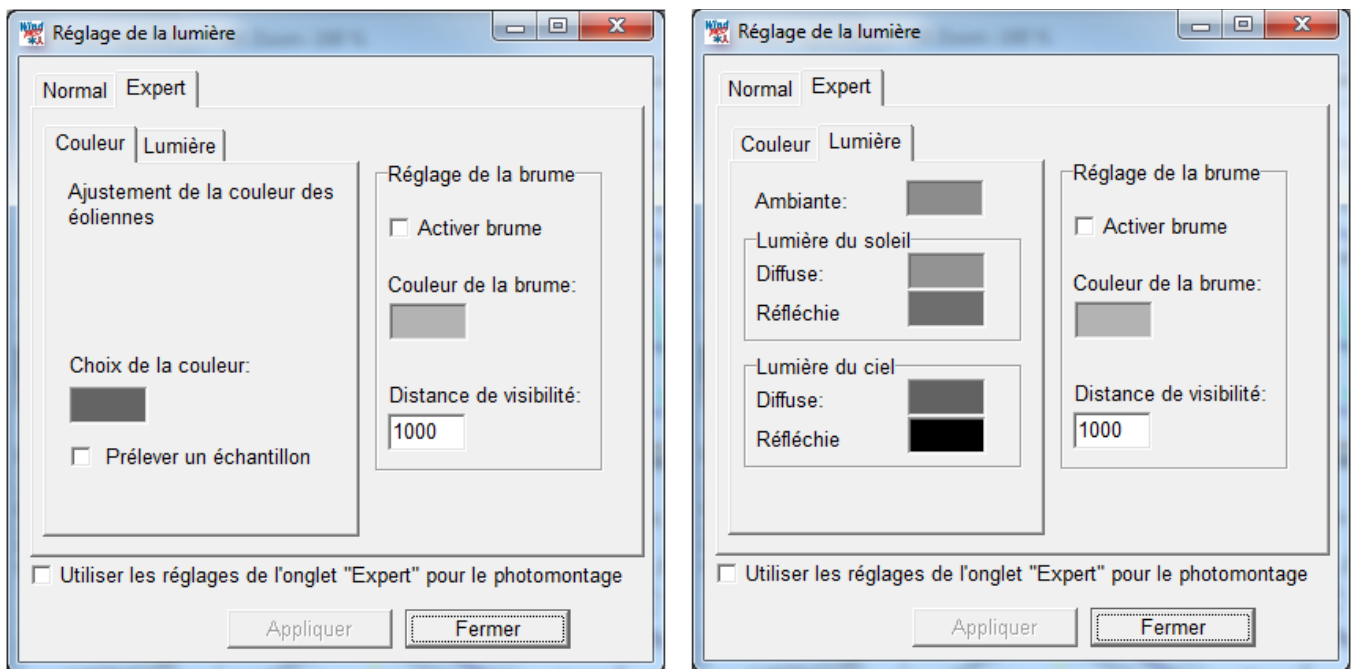 Réglage de la lumière
Normal
Expert
Couleur
Lumière
Ajustement de la couleur des
éoliennes
Choix de la couleur:
Prélever un échantillon
Réglage de la brume
Activer brume
Couleur de la brume:
Distance de visibilité:
1000
Utiliser les réglages de l'onglet "Expert" pour le photomontage
Appliquer
Fermer
Réglage de la lumière
Normal
Expert
Couleur
Lumière
Ambiante:
Lumière du soleil
Diffuse:
Réfléchie
Lumière du ciel
Diffuse:
Réfléchie
Réglage de la brume
Activer brume
Couleur de la brume:
Distance de visibilité:
1000
Utiliser les réglages de l'onglet "Expert" pour le photomontage
Appliquer
Fermer